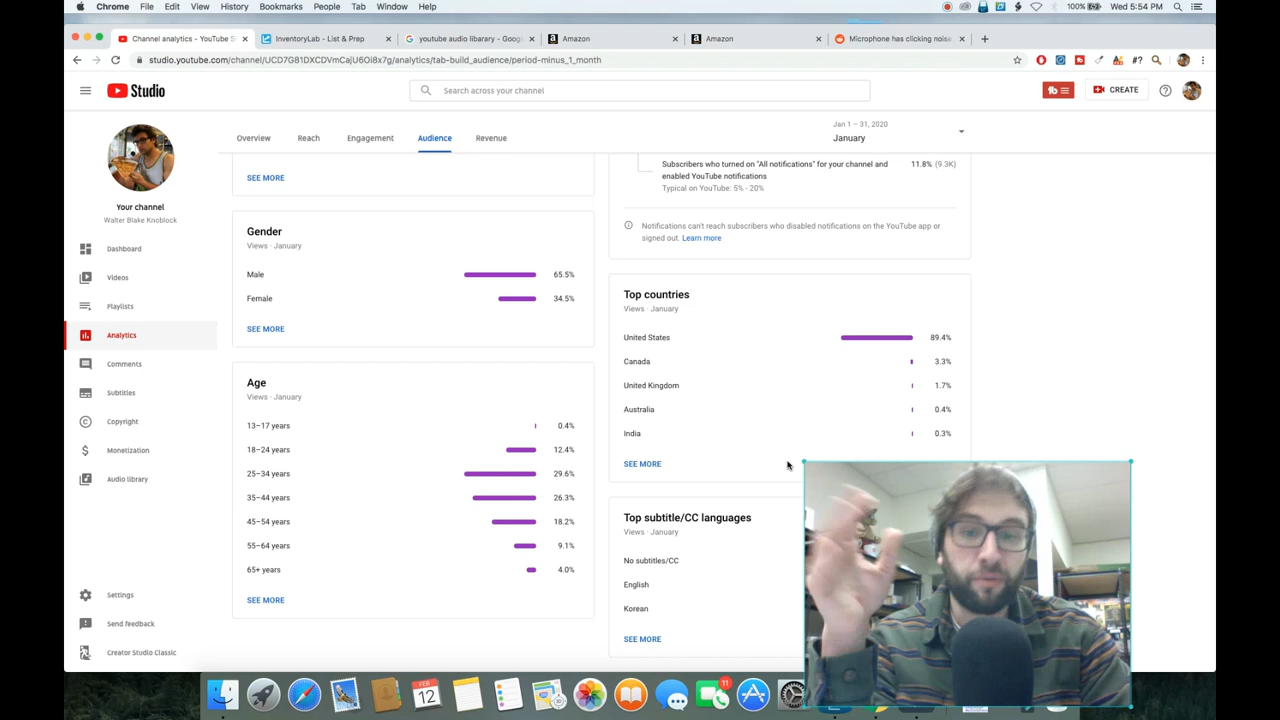 Chrome File Edit View History Bookmarks People Tab Window Help 100% Wed 5:54 PM
Channel analytics - YouTube S × InventoryLab - List & Prep × youtube audio libarary - Goog × Amazon × Amazon × Microphone has clicking noise ×
studio.youtube.com/channel/UCD7G81DXCDVmCajU6Oi8x7g/analytics/tab-build_audience/period-minus_1_month
Studio
Search across your channel
CREATE
Overview Reach Engagement Audience Revenue
Jan 1 – 31, 2020
January
Your channel
Walter Blake Knoblock
Dashboard
Videos
Playlists
Analytics
Comments
Subtitles
Copyright
Monetization
Audio library
Settings
Send feedback
Creator Studio Classic
SEE MORE
Gender
Views · January
Male 65.5%
Female 34.5%
SEE MORE
Age
Views · January
13–17 years 0.4%
18–24 years 12.4%
25–34 years 29.6%
35–44 years 26.3%
45–54 years 18.2%
55–64 years 9.1%
65+ years 4.0%
SEE MORE
Subscribers who turned on "All notifications" for your channel and 11.8% (9.3K)
enabled YouTube notifications
Typical on YouTube: 5% - 20%
Notifications can't reach subscribers who disabled notifications on the YouTube app or
signed out. Learn more
Top countries
Views · January
United States 89.4%
Canada 3.3%
United Kingdom 1.7%
Australia 0.4%
India 0.3%
SEE MORE
Top subtitle/CC languages
Views · January
No subtitles/CC
English
Korean
SEE MORE
FEB
12
11